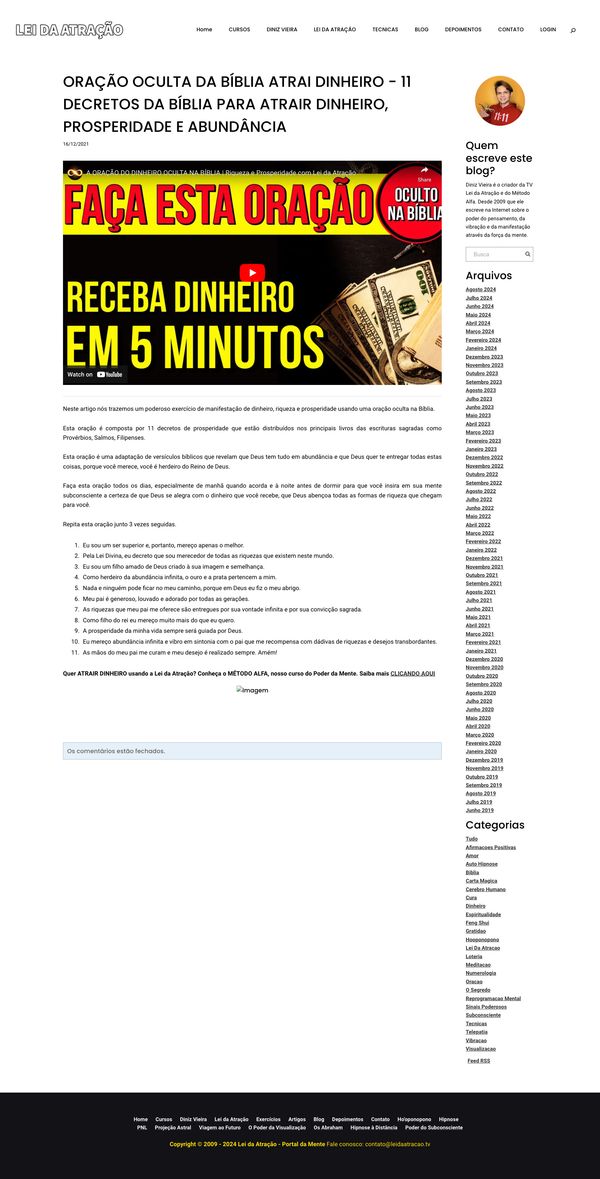 LEI DA ATRAÇÃO
Home CURSOS DINIZ VIEIRA LEI DA ATRAÇÃO TECNICAS BLOG DEPOIMENTOS CONTATO LOGIN
ORAÇÃO OCULTA DA BÍBLIA ATRAI DINHEIRO - 11
DECRETOS DA BÍBLIA PARA ATRAIR DINHEIRO,
PROSPERIDADE E ABUNDÂNCIA
16/12/2021
A ORAÇÃO DO DINHEIRO OCULTA NA BÍBLIA | Riqueza e Prosperidade com Lei da Atração
Share
FAÇA ESTA ORAÇÃO
OCULTO
NA BÍBLIA
RECEBA DINHEIRO
EM 5 MINUTOS
Watch on YouTube
Neste artigo nós trazemos um poderoso exercício de manifestação de dinheiro, riqueza e prosperidade usando uma oração oculta na Bíblia.
Esta oração é composta por 11 decretos de prosperidade que estão distribuidos nos principais livros das escrituras sagradas como
Provérbios, Salmos, Filipenses.
Esta oração é uma adaptação de versículos bíblicos que revelam que Deus tem tudo em abundância e que Deus quer te entregar todas estas
coisas, porque você merece, você é herdeiro do Reino de Deus.
Faça esta oração todos os dias, especialmente de manhã quando acorda e à noite antes de dormir para que você insira em sua mente
subconsciente a certeza de que Deus se alegra com o dinheiro que você recebe, que Deus abençoa todas as formas de riqueza que chegam
para você.
Repita esta oração junto 3 vezes seguidas.
1. Eu sou um ser superior e, portanto, mereço apenas o melhor.
2. Pela Lei Divina, eu decreto que sou merecedor de todas as riquezas que existem neste mundo.
3. Eu sou um filho amado de Deus criado à sua imagem e semelhança.
4. Como herdeiro da abundância infinita, o ouro e a prata pertencem a mim.
5. Nada e ninguém pode ficar no meu caminho, porque em Deus eu fiz o meu abrigo.
6. Meu pai é generoso, louvado e adorado por todas as gerações.
7. As riquezas que meu pai me oferece são entregues por sua vontade infinita e por sua convicção sagrada.
8. Como filho do rei eu mereço muito mais do que eu quero.
9. A prosperidade da minha vida sempre será guiada por Deus.
10. Eu mereço abundância infinita e vibro em sintonia com o pai que me recompensa com dádivas de riquezas e desejos transbordantes.
11. As mãos do meu pai me curam e meu desejo é realizado sempre. Amém!
Quer ATRAIR DINHEIRO usando a Lei da Atração? Conheça o MÉTODO ALFA, nosso curso do Poder da Mente. Saiba mais CLICANDO AQUI
Imagem
Os comentários estão fechados.
11:11
Quem
escreve este
blog?
Diniz Vieira é o criador da TV
Lei da Atração e do Método
Alfa. Desde 2009 que ele
escreve na Internet sobre o
poder do pensamento, da
vibração e da manifestação
através da força da mente.
Busca
Arquivos
Agosto 2024
Julho 2024
Junho 2024
Maio 2024
Abril 2024
Março 2024
Fevereiro 2024
Janeiro 2024
Dezembro 2023
Novembro 2023
Outubro 2023
Setembro 2023
Agosto 2023
Julho 2023
Junho 2023
Maio 2023
Abril 2023
Março 2023
Fevereiro 2023
Janeiro 2023
Dezembro 2022
Novembro 2022
Outubro 2022
Setembro 2022
Agosto 2022
Julho 2022
Junho 2022
Maio 2022
Abril 2022
Março 2022
Fevereiro 2022
Janeiro 2022
Dezembro 2021
Novembro 2021
Outubro 2021
Setembro 2021
Agosto 2021
Julho 2021
Junho 2021
Maio 2021
Abril 2021
Março 2021
Fevereiro 2021
Janeiro 2021
Dezembro 2020
Novembro 2020
Outubro 2020
Setembro 2020
Agosto 2020
Julho 2020
Junho 2020
Maio 2020
Abril 2020
Março 2020
Fevereiro 2020
Janeiro 2020
Dezembro 2019
Novembro 2019
Outubro 2019
Setembro 2019
Agosto 2019
Julho 2019
Junho 2019
Categorias
Tudo
Afirmacoes Positivas
Amor
Auto Hipnose
Biblia
Carta Magica
Cerebro Humano
Cura
Dinheiro
Espiritualidade
Feng Shui
Gratidao
Hooponopono
Lei Da Atracao
Loteria
Meditacao
Numerologia
Oracao
O Segredo
Reprogramacao Mental
Sinais Poderosos
Subconsciente
Tecnicas
Telepatia
Vibracao
Visualizacao
Feed RSS
Home Cursos Diniz Vieira Lei da Atração Exercícios Artigos Blog Depoimentos Contato Ho'oponopono Hipnose
PNL Projeção Astral Viagem ao Futuro O Poder da Visualização Os Abraham Hipnose à Distância Poder do Subconsciente
Copyright © 2009 - 2024 Lei da Atração - Portal da Mente Fale conosco: contato@leidaatracao.tv